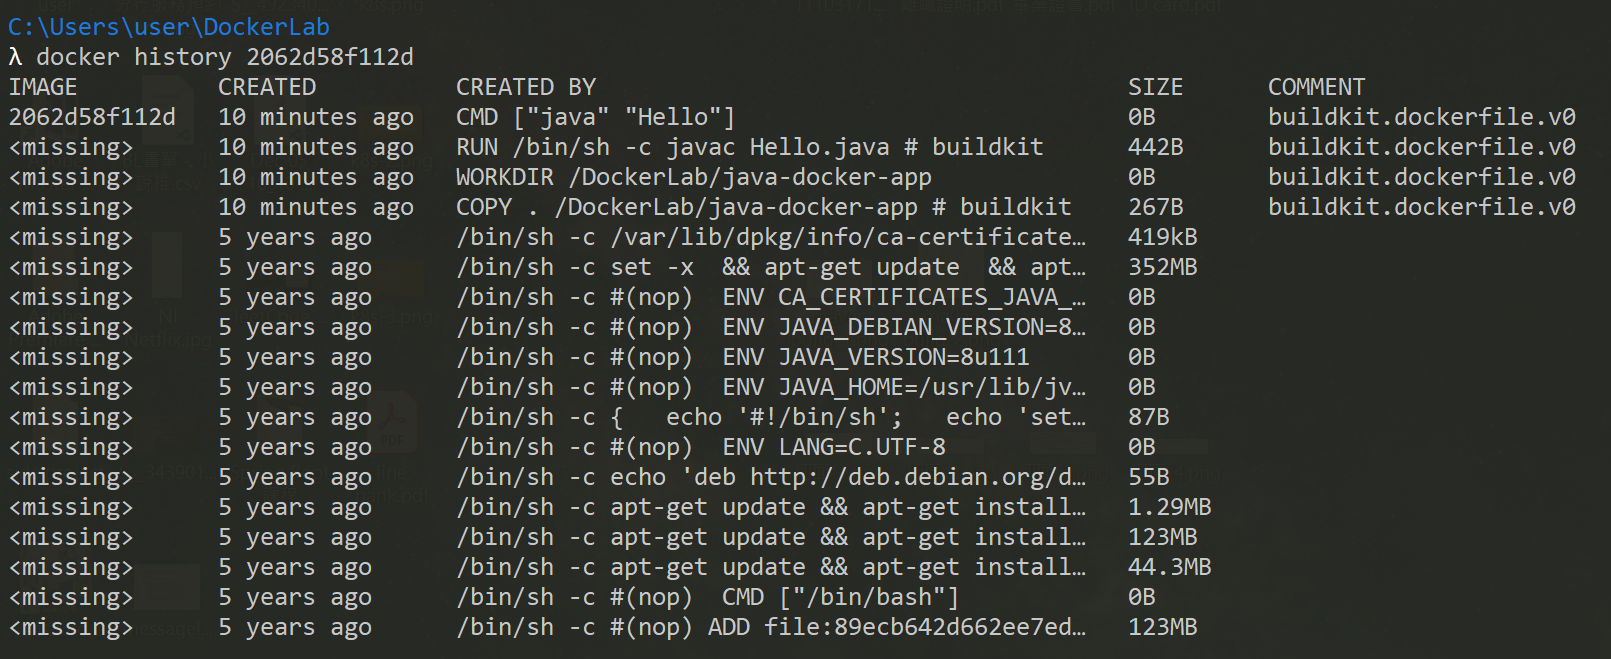 C:\Users\user\DockerLab
λ docker history 2062d58f112d
IMAGE CREATED CREATED BY SIZE COMMENT
2062d58f112d 10 minutes ago CMD ["java" "Hello"] 0B buildkit.dockerfile.v0
<missing> 10 minutes ago RUN /bin/sh -c javac Hello.java # buildkit 442B buildkit.dockerfile.v0
<missing> 10 minutes ago WORKDIR /DockerLab/java-docker-app 0B buildkit.dockerfile.v0
<missing> 10 minutes ago COPY . /DockerLab/java-docker-app # buildkit 267B buildkit.dockerfile.v0
<missing> 5 years ago /bin/sh -c /var/lib/dpkg/info/ca-certificate… 419kB
<missing> 5 years ago /bin/sh -c set -x && apt-get update && apt… 352MB
<missing> 5 years ago /bin/sh -c #(nop) ENV CA_CERTIFICATES_JAVA_… 0B
<missing> 5 years ago /bin/sh -c #(nop) ENV JAVA_DEBIAN_VERSION=8… 0B
<missing> 5 years ago /bin/sh -c #(nop) ENV JAVA_VERSION=8u111 0B
<missing> 5 years ago /bin/sh -c #(nop) ENV JAVA_HOME=/usr/lib/jv… 0B
<missing> 5 years ago /bin/sh -c { echo '#!/bin/sh'; echo 'set… 87B
<missing> 5 years ago /bin/sh -c #(nop) ENV LANG=C.UTF-8 0B
<missing> 5 years ago /bin/sh -c echo 'deb http://deb.debian.org/d… 55B
<missing> 5 years ago /bin/sh -c apt-get update && apt-get install… 1.29MB
<missing> 5 years ago /bin/sh -c apt-get update && apt-get install… 123MB
<missing> 5 years ago /bin/sh -c apt-get update && apt-get install… 44.3MB
<missing> 5 years ago /bin/sh -c #(nop) CMD ["/bin/bash"] 0B
<missing> 5 years ago /bin/sh -c #(nop) ADD file:89ecb642d662ee7ed… 123MB